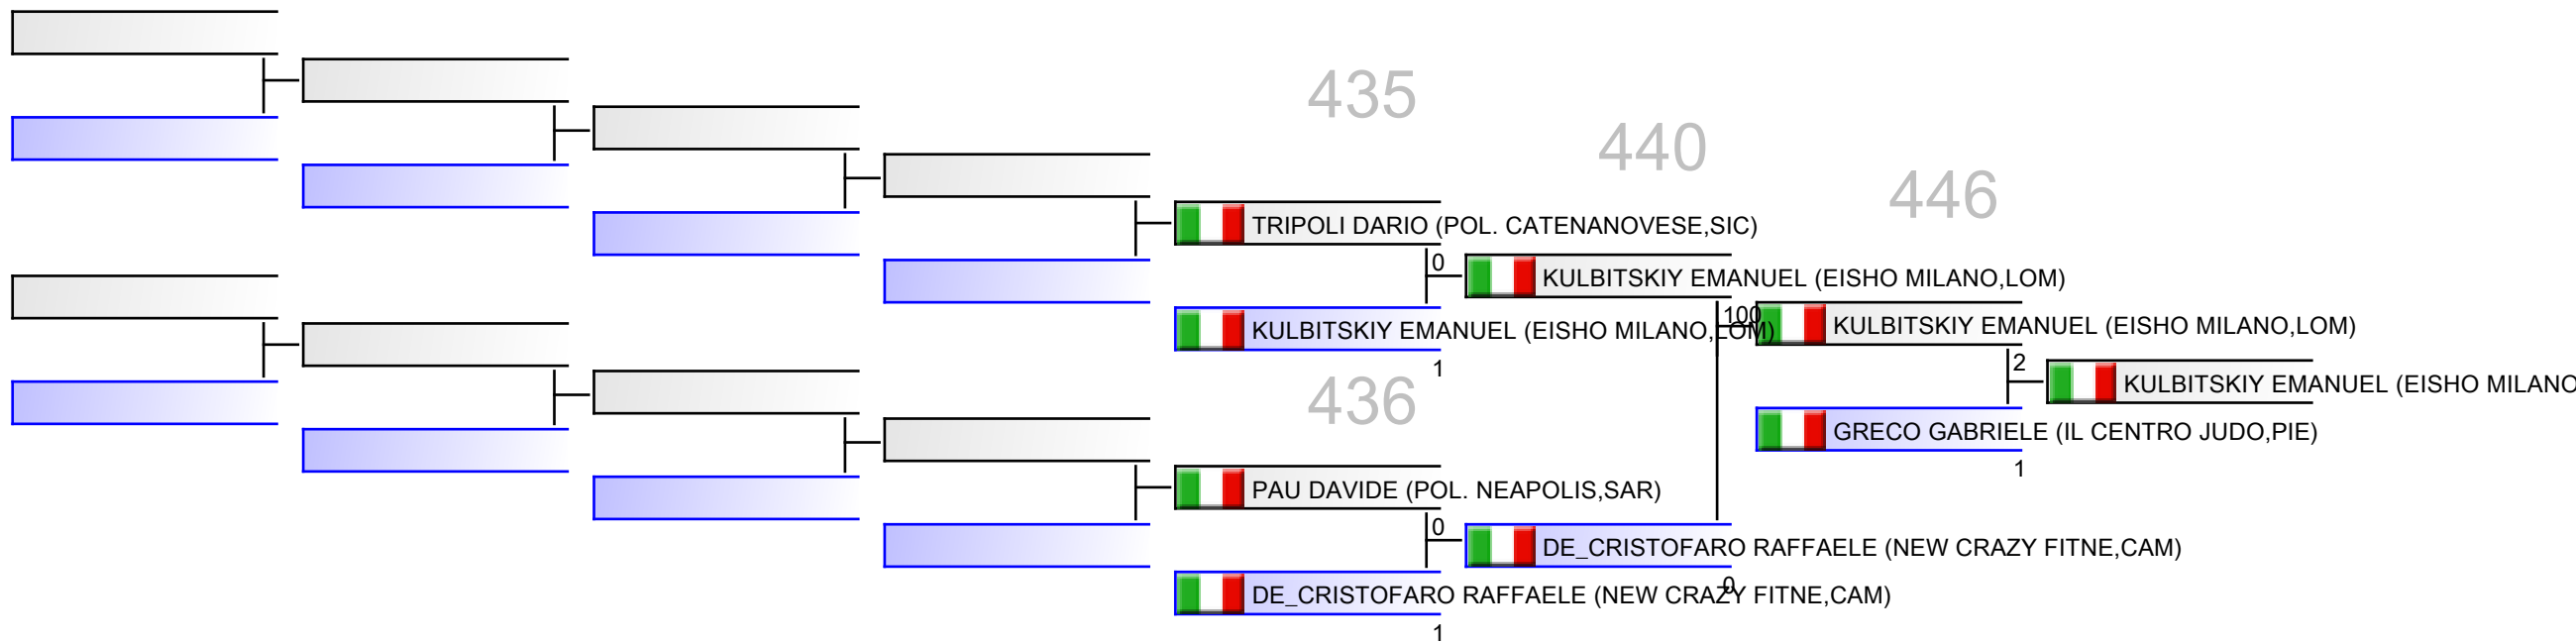 435
440
446
TRIPOLI DARIO (POL. CATENANOVESE,SIC)
0
KULBITSKIY EMANUEL (EISHO MILANO,LOM)
KULBITSKIY EMANUEL (EISHO MILANO,LOM)
1
100
KULBITSKIY EMANUEL (EISHO MILANO,LOM)
2
KULBITSKIY EMANUEL (EISHO MILANO
GRECO GABRIELE (IL CENTRO JUDO,PIE)
1
436
PAU DAVIDE (POL. NEAPOLIS,SAR)
0
DE_CRISTOFARO RAFFAELE (NEW CRAZY FITNE,CAM)
0
DE_CRISTOFARO RAFFAELE (NEW CRAZY FITNE,CAM)
1